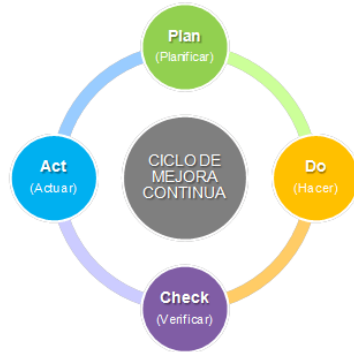 Plan
(Planificar)
Act
(Actuar)
CICLO DE
MEJORA
CONTINUA
Do
(Hacer)
Check
(Verificar)